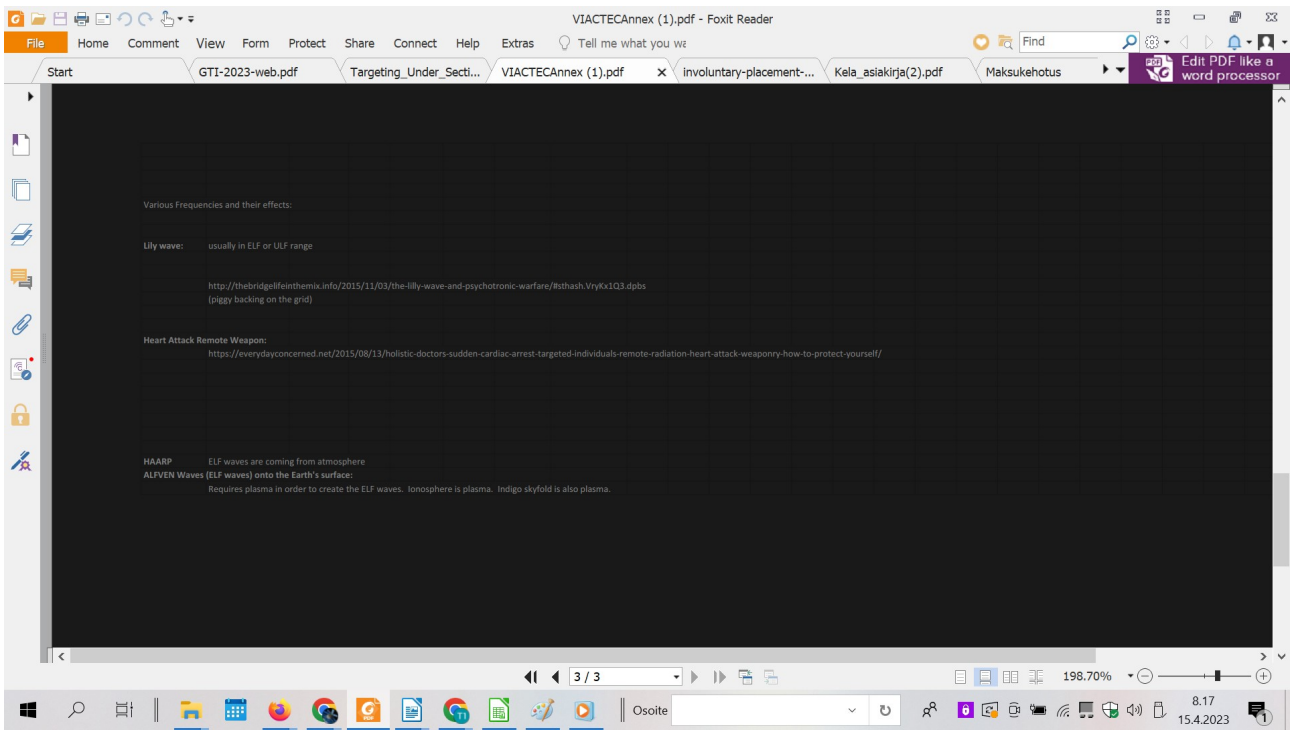 VIACTECAnnex (1).pdf - Foxit Reader
File Home Comment View Form Protect Share Connect Help Extras Tell me what you wa Find
Start GTI-2023-web.pdf Targeting_Under_Secti... VIACTECAnnex (1).pdf involuntary-placement-... Kela_asiakirja(2).pdf Maksukehotus
Edit PDF like a
word processor
Various Frequencies and their effects:
Lily wave: usually in ELF or ULF range
http://thebridgelifeinthemix.info/2015/11/03/the-lilly-wave-and-psychotronic-warfare/#sthash.VryKx1Q3.dpbs
(piggy backing on the grid)
Heart Attack Remote Weapon:
https://everydayconcerned.net/2015/08/13/holistic-doctors-sudden-cardiac-arrest-targeted-individuals-remote-radiation-heart-attack-weaponry-how-to-protect-yourself/
HAARP ELF waves are coming from atmosphere
ALFVEN Waves (ELF waves) onto the Earth's surface:
Requires plasma in order to create the ELF waves. Ionosphere is plasma. Indigo skyfold is also plasma.
3 / 3
198.70%
Osoite
8.17
15.4.2023
1